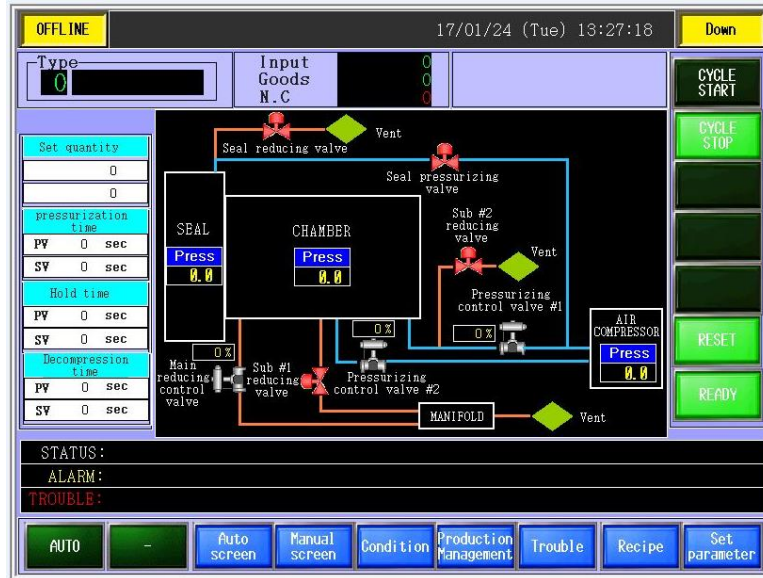 OFFLINE
17/01/24 (Tue) 13:27:18
Down
Type
0
Input 0
Goods 0
N.C 0
CYCLE
START
CYCLE
STOP
Set quantity
0
0
pressurization
time
PV 0 sec
SV 0 sec
Hold time
PV 0 sec
SV 0 sec
Decompression
time
PV 0 sec
SV 0 sec
Vent
Seal reducing valve
Seal pressurizing
valve
SEAL
Press
0.0
CHAMBER
Press
0.0
Sub #2
reducing
valve
Vent
Pressurizing
control valve #1
0%
0%
AIR
COMPRESSOR
Press
0.0
0%
Main
reducing
control
valve
Sub #1
reducing
valve
Pressurizing
control valve #2
MANIFOLD
Vent
RESET
READY
STATUS:
ALARM:
TROUBLE:
AUTO
-
Auto
screen
Manual
screen
Condition
Production
Management
Trouble
Recipe
Set
parameter